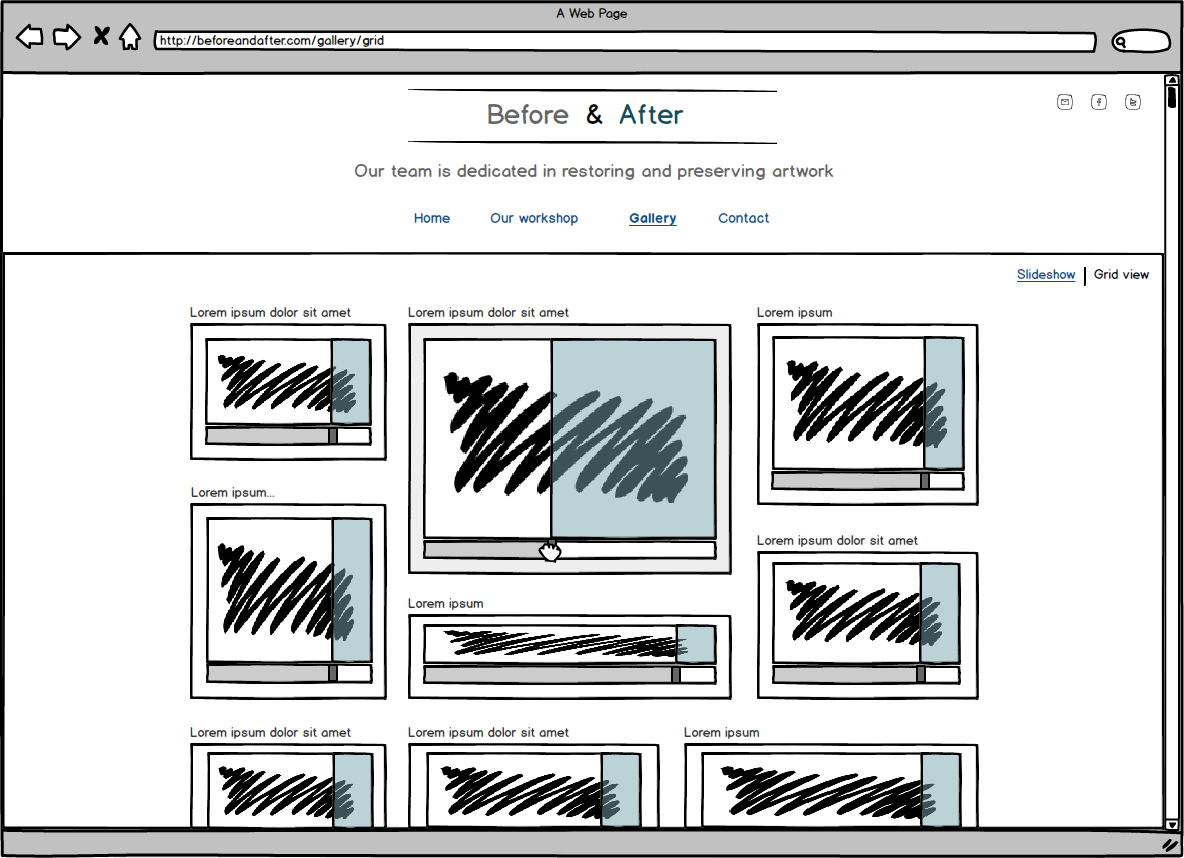 A Web Page
http://beforeandafter.com/gallery/grid
Before & After
Our team is dedicated in restoring and preserving artwork
Home Our workshop Gallery Contact
Slideshow Grid view
Lorem ipsum dolor sit amet
Lorem ipsum dolor sit amet
Lorem ipsum
Lorem ipsum...
Lorem ipsum dolor sit amet
Lorem ipsum
Lorem ipsum dolor sit amet
Lorem ipsum dolor sit amet
Lorem ipsum